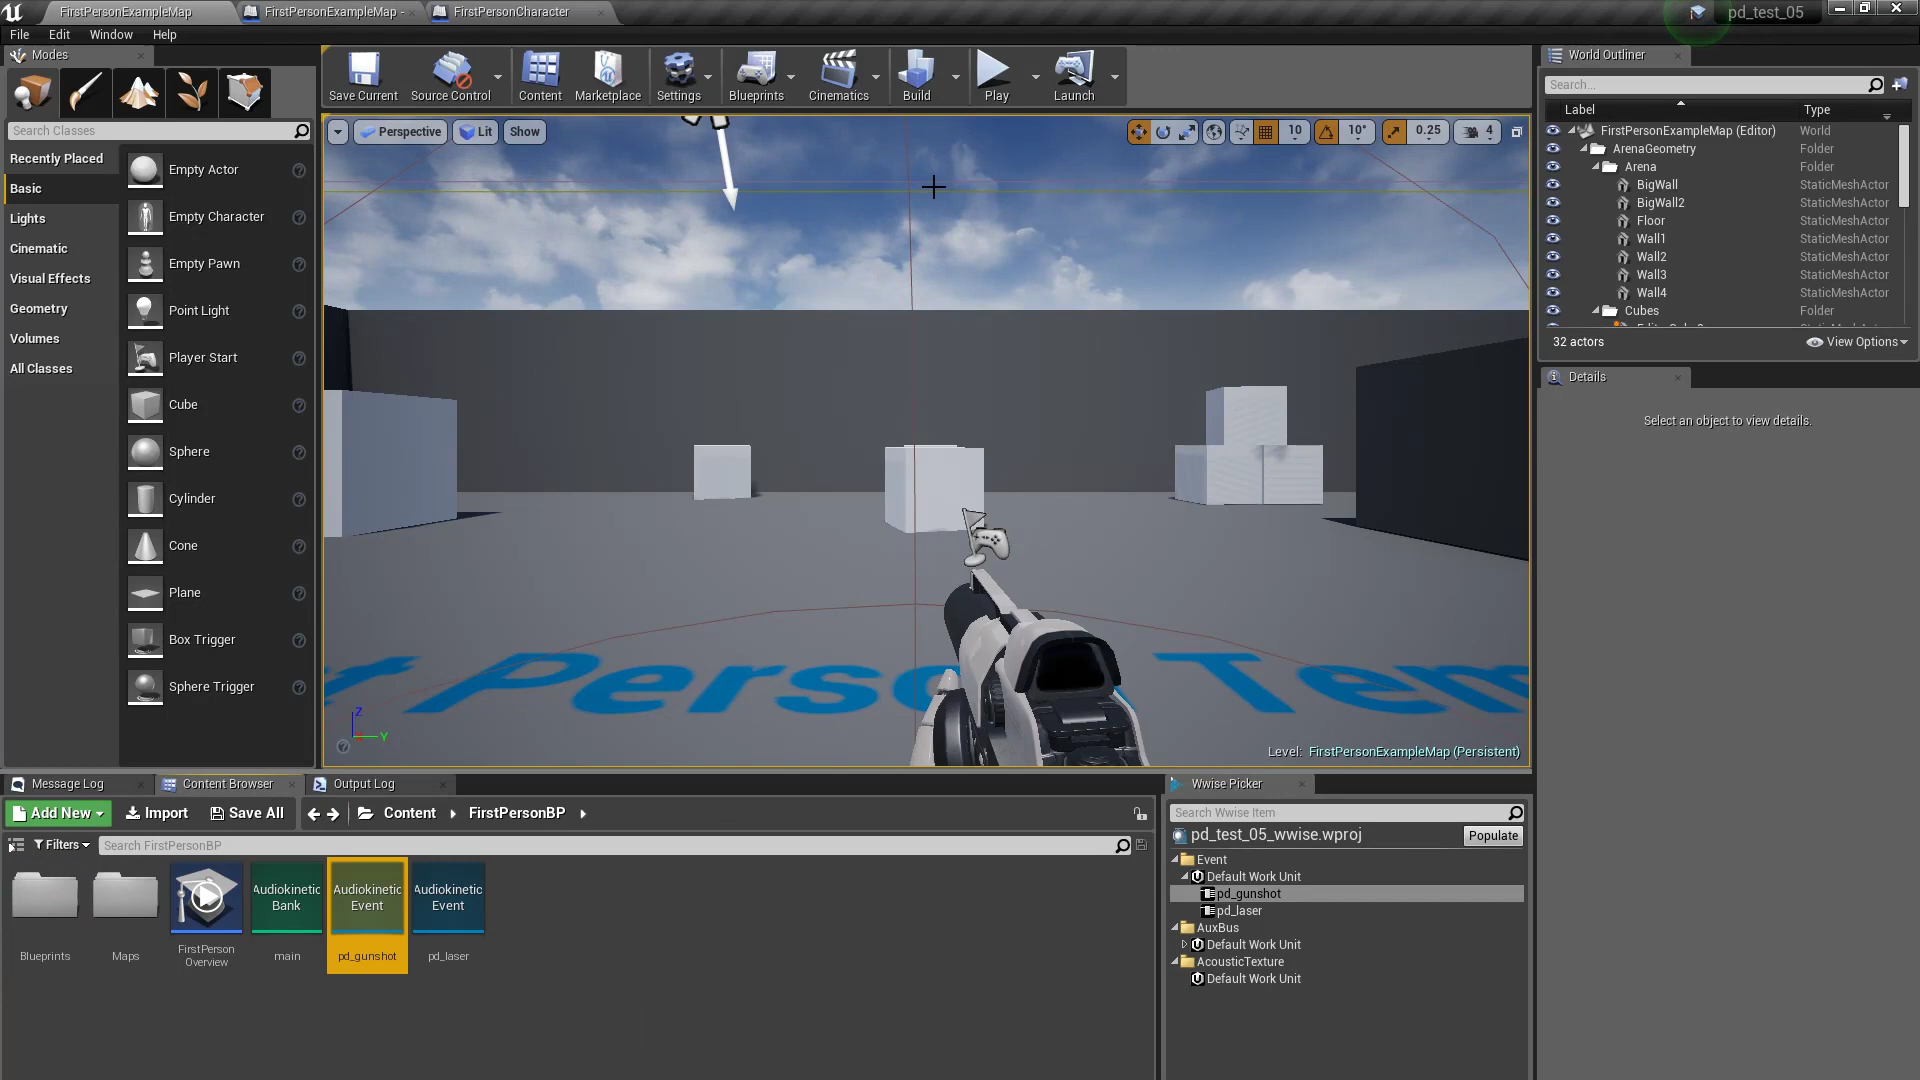 FirstPersonExampleMap
FirstPersonExampleMap -
FirstPersonCharacter
pd_test_05
File Edit Window Help
Modes
Search Classes
Recently Placed
Basic
Lights
Cinematic
Visual Effects
Geometry
Volumes
All Classes
Empty Actor
Empty Character
Empty Pawn
Point Light
Player Start
Cube
Sphere
Cylinder
Cone
Plane
Box Trigger
Sphere Trigger
Save Current
Source Control
Content
Marketplace
Settings
Blueprints
Cinematics
Build
Play
Launch
Perspective
Lit
Show
10
10°
0.25
4
t Person Tem
Z
Y
Level: FirstPersonExampleMap (Persistent)
World Outliner
Search...
Label Type
FirstPersonExampleMap (Editor) World
ArenaGeometry Folder
Arena Folder
BigWall StaticMeshActor
BigWall2 StaticMeshActor
Floor StaticMeshActor
Wall1 StaticMeshActor
Wall2 StaticMeshActor
Wall3 StaticMeshActor
Wall4 StaticMeshActor
Cubes Folder
32 actors
View Options
Details
Select an object to view details.
Message Log
Content Browser
Output Log
Add New
Import
Save All
Content
FirstPersonBP
Filters
Search FirstPersonBP
Blueprints
Maps
FirstPerson
Overview
Audiokinetic
Bank
main
Audiokinetic
Event
pd_gunshot
Audiokinetic
Event
pd_laser
Wwise Picker
Search Wwise Item
pd_test_05_wwise.wproj
Populate
Event
Default Work Unit
pd_gunshot
pd_laser
AuxBus
Default Work Unit
AcousticTexture
Default Work Unit